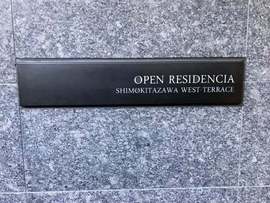 OPEN RESIDENCIA
SHIMOKITAZAWA WEST TERRACE